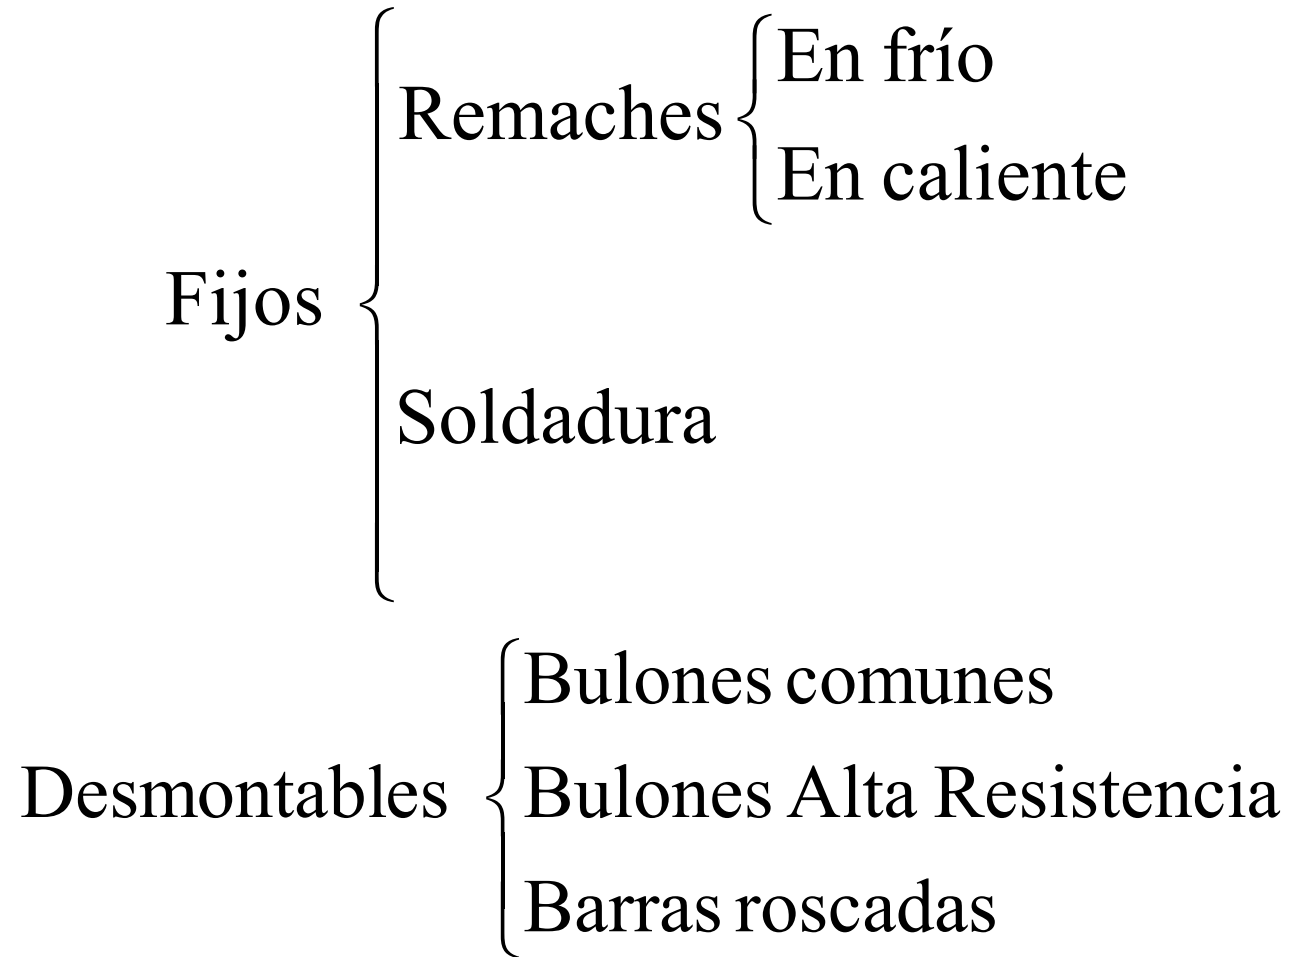 En frío
Remaches
En caliente
Fijos
Soldadura
Bulones comunes
Desmontables
Bulones Alta Resistencia
Barras roscadas